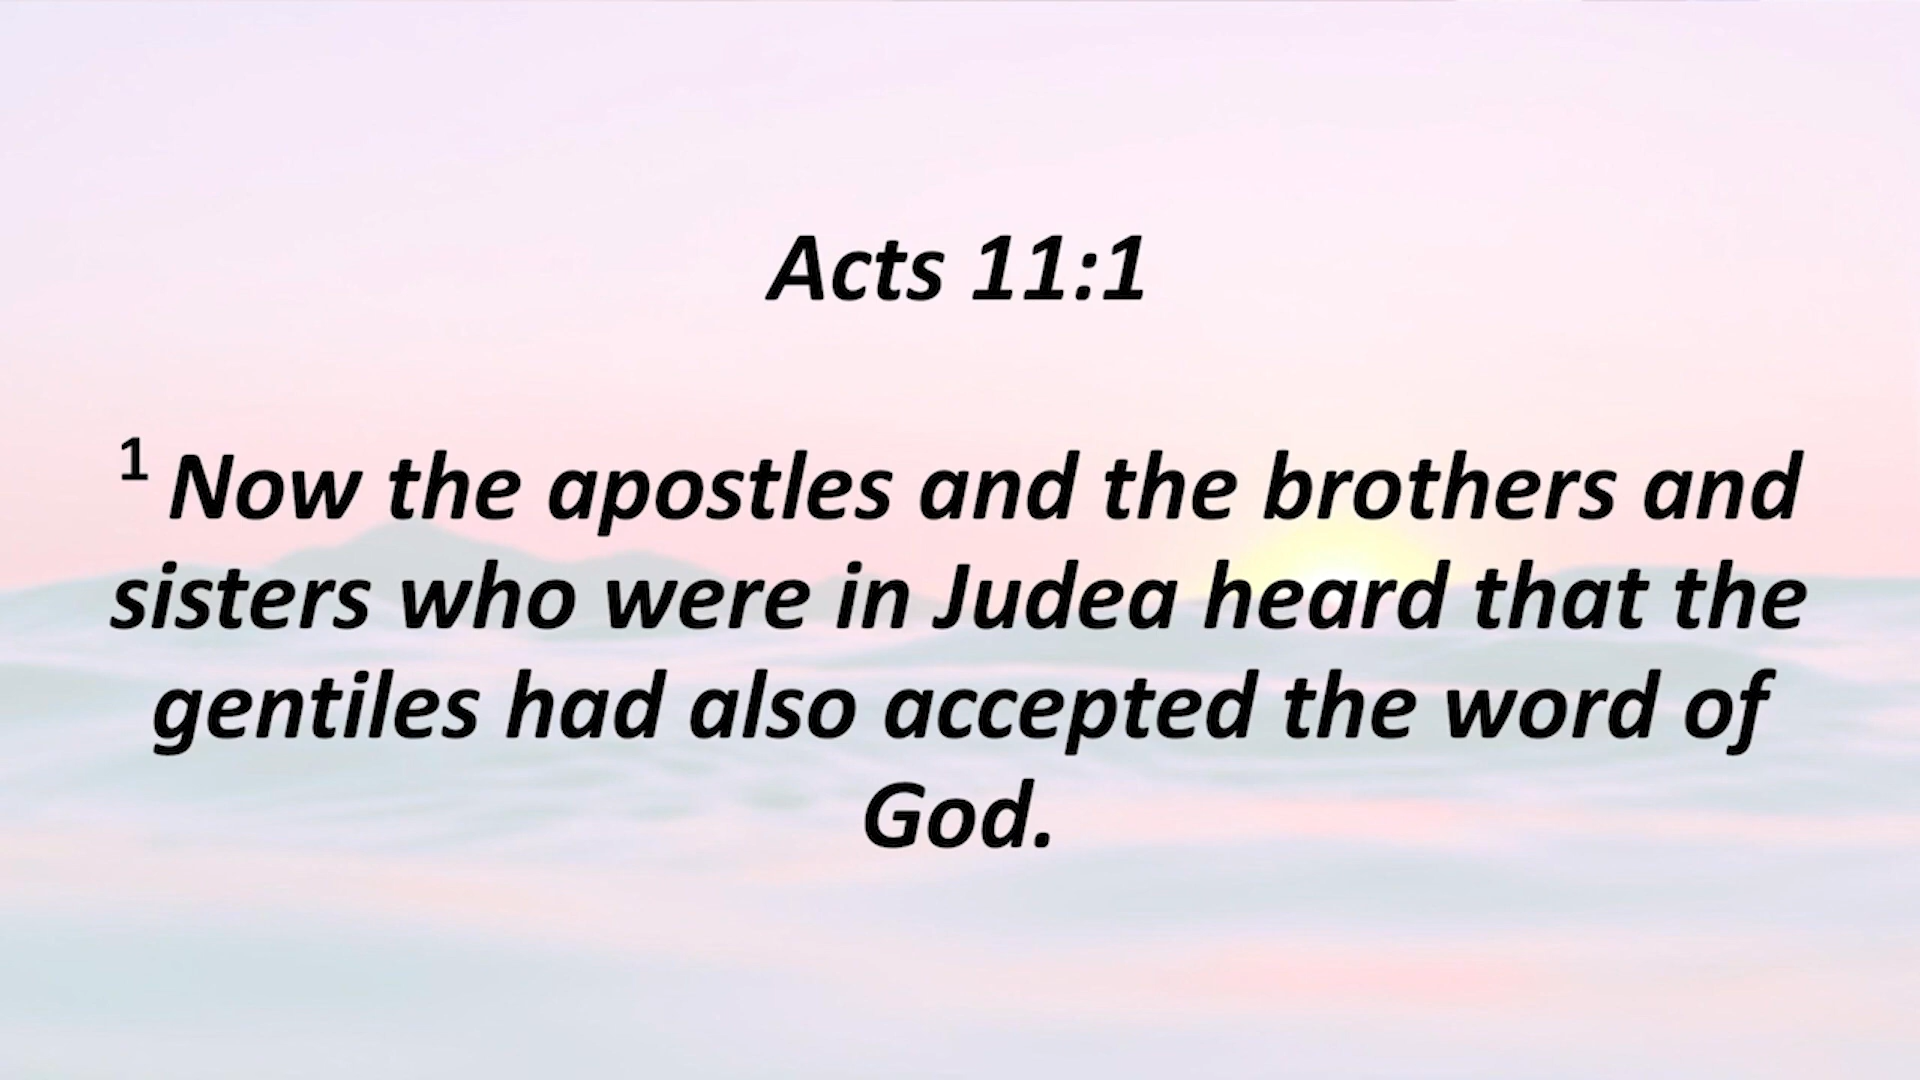 Acts 11:1
1 Now the apostles and the brothers and
sisters who were in Judea heard that the
gentiles had also accepted the word of
God.